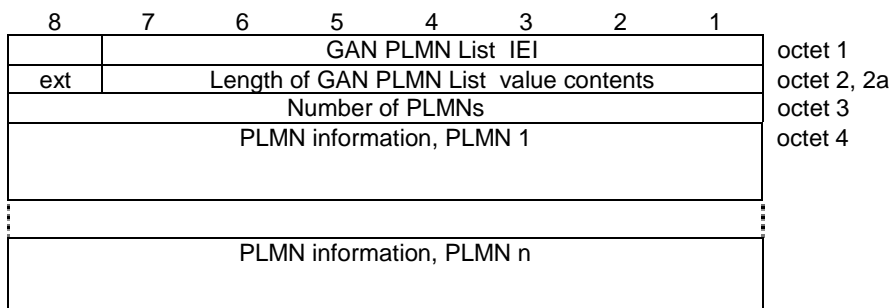 8 7 6 5 4 3 2 1
GAN PLMN List IEI octet 1
ext Length of GAN PLMN List value contents octet 2, 2a
Number of PLMNs octet 3
PLMN information, PLMN 1 octet 4
PLMN information, PLMN n